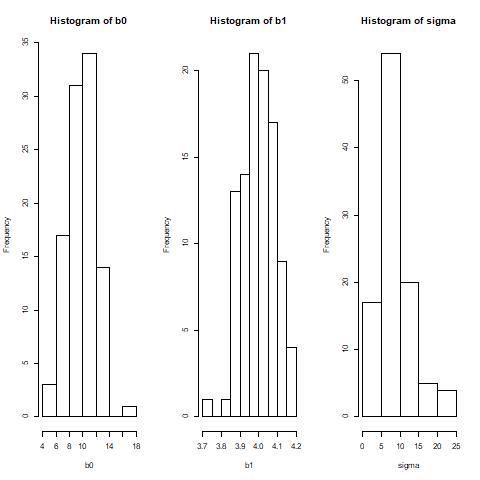 Histogram of b0
Frequency
0 5 10 15 20 25 30 35
4 6 8 10 14 18
b0
Histogram of b1
Frequency
0 5 10 15 20
3.7 3.8 3.9 4.0 4.1 4.2
b1
Histogram of sigma
Frequency
0 10 20 30 40 50
0 5 10 15 20 25
sigma